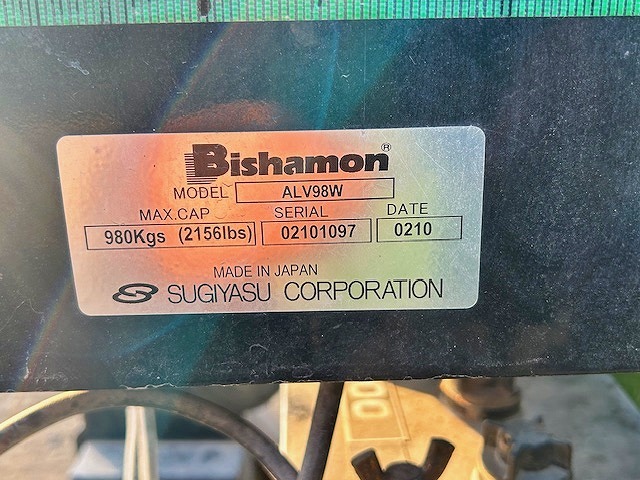 Bishamon®
MODEL ALV98W
MAX.CAP SERIAL DATE
980Kgs (2156lbs) 02101097 0210
MADE IN JAPAN
SUGIYASU CORPORATION